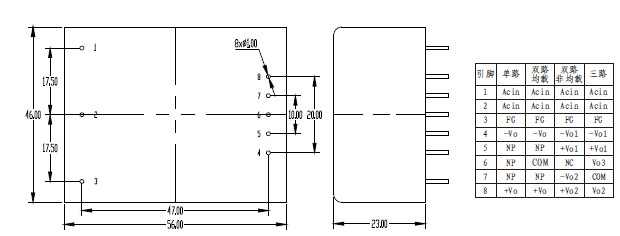 8xø1.00
1
2
3
8
7
6
5
4
46.00
17.50
17.50
10.00
20.00
47.00
56.00
23.00
引脚 单路 双路均载 双路非均载 三路
1 Acin Acin Acin Acin
2 Acin Acin Acin Acin
3 FG FG FG FG
4 -Vo -Vo -Vo1 -Vo1
5 NP NP +Vo1 +Vo1
6 NP COM NC Vo3
7 NP NP -Vo2 COM
8 +Vo +Vo +Vo2 Vo2